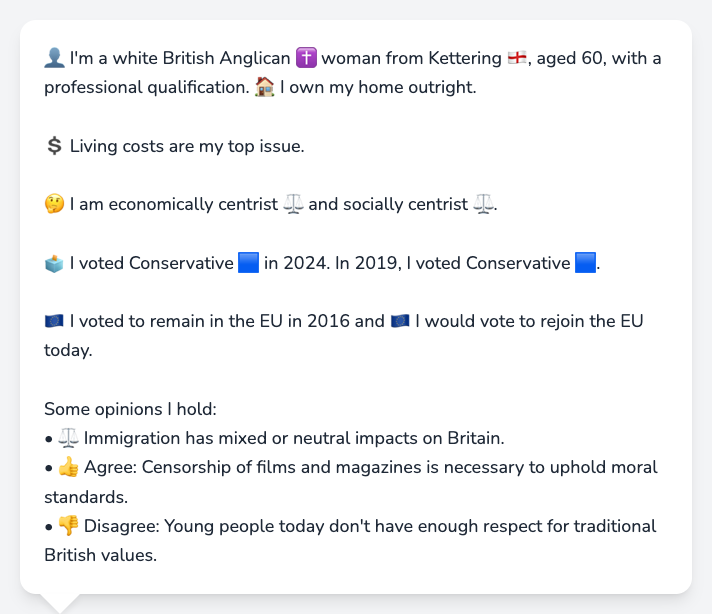 👤 I'm a white British Anglican ✝️ woman from Kettering 🏴󠁧󠁢󠁥󠁮󠁧󠁿, aged 60, with a
professional qualification. 🏠 I own my home outright.
💲 Living costs are my top issue.
🤔 I am economically centrist ⚖️ and socially centrist ⚖️.
🗳️ I voted Conservative 🟦 in 2024. In 2019, I voted Conservative 🟦.
🇪🇺 I voted to remain in the EU in 2016 and 🇪🇺 I would vote to rejoin the EU
today.
Some opinions I hold:
• ⚖️ Immigration has mixed or neutral impacts on Britain.
• 👍 Agree: Censorship of films and magazines is necessary to uphold moral
standards.
• 👎 Disagree: Young people today don't have enough respect for traditional
British values.